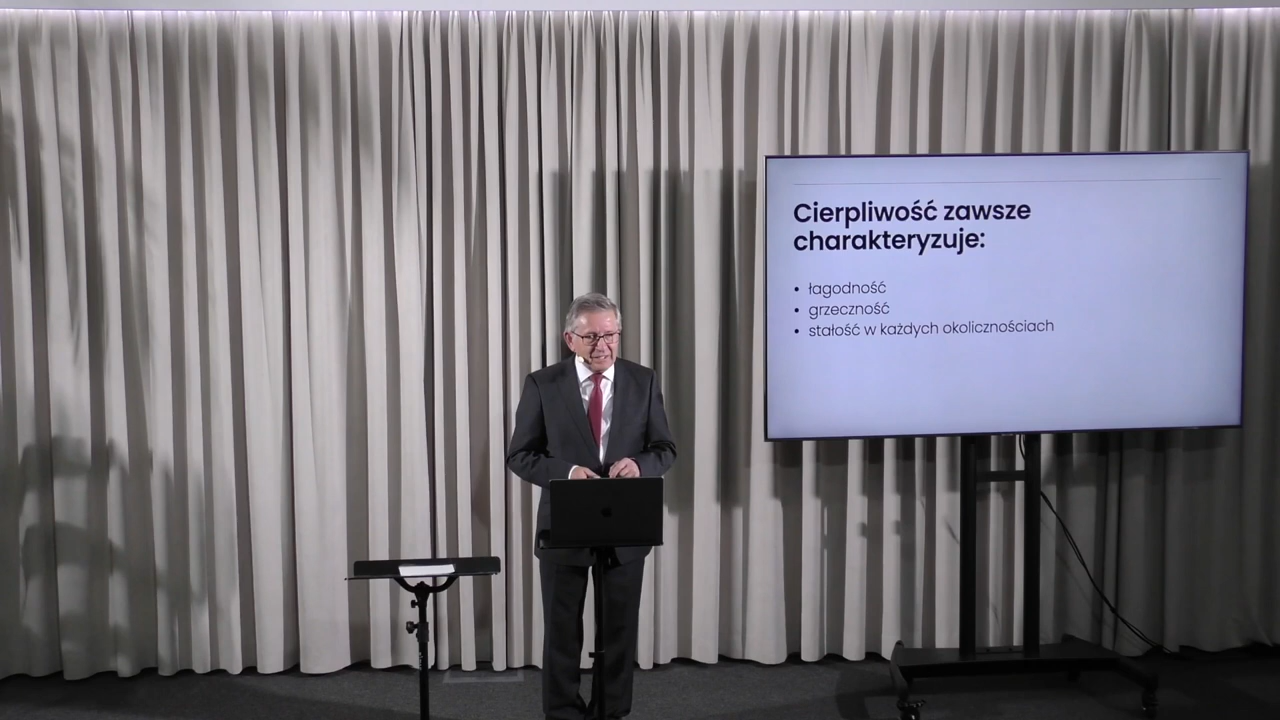 Cierpliwość zawsze
charakteryzuje:
• łagodność
• grzeczność
• stałość w każdych okolicznościach